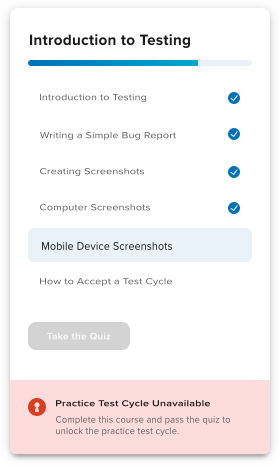 Introduction to Testing
Introduction to Testing
Writing a Simple Bug Report
Creating Screenshots
Computer Screenshots
Mobile Device Screenshots
How to Accept a Test Cycle
Take the Quiz
Practice Test Cycle Unavailable
Complete this course and pass the quiz to
unlock the practice test cycle.